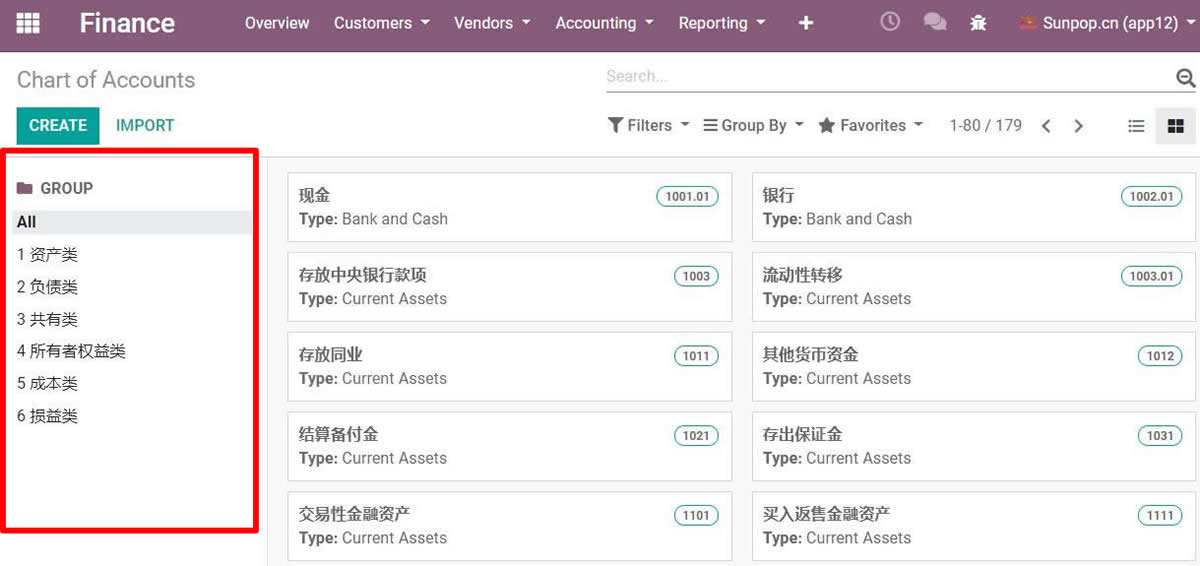 Finance Overview Customers Vendors Accounting Reporting Sunpop.cn (app12)
Chart of Accounts Search...
CREATE IMPORT Filters Group By Favorites 1-80 / 179
GROUP
All
1 资产类
2 负债类
3 共有类
4 所有者权益类
5 成本类
6 损益类
现金 1001.01
Type: Bank and Cash
银行 1002.01
Type: Bank and Cash
存放中央银行款项 1003
Type: Current Assets
流动性转移 1003.01
Type: Current Assets
存放同业 1011
Type: Current Assets
其他货币资金 1012
Type: Current Assets
结算备付金 1021
Type: Current Assets
存出保证金 1031
Type: Current Assets
交易性金融资产 1101
Type: Current Assets
买入返售金融资产 1111
Type: Current Assets